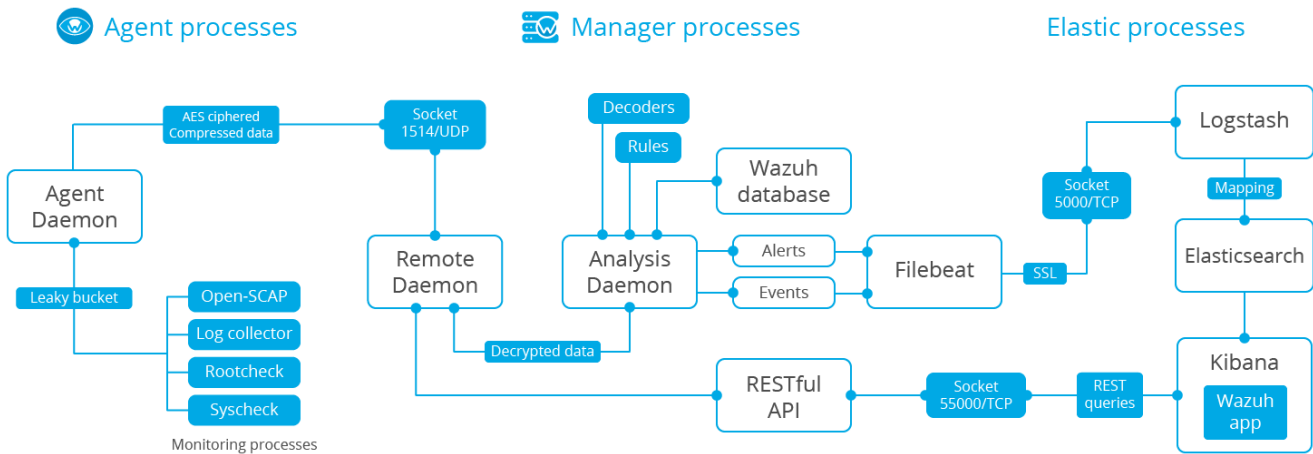 Agent processes
Manager processes
Elastic processes
AES ciphered
Compressed data
Socket
1514/UDP
Agent
Daemon
Leaky bucket
Open-SCAP
Log collector
Rootcheck
Syscheck
Monitoring processes
Remote
Daemon
Decrypted data
Decoders
Rules
Wazuh
database
Analysis
Daemon
Alerts
Events
Filebeat
SSL
Socket
5000/TCP
Logstash
Mapping
Elasticsearch
RESTful
API
Socket
55000/TCP
REST
queries
Kibana
Wazuh
app